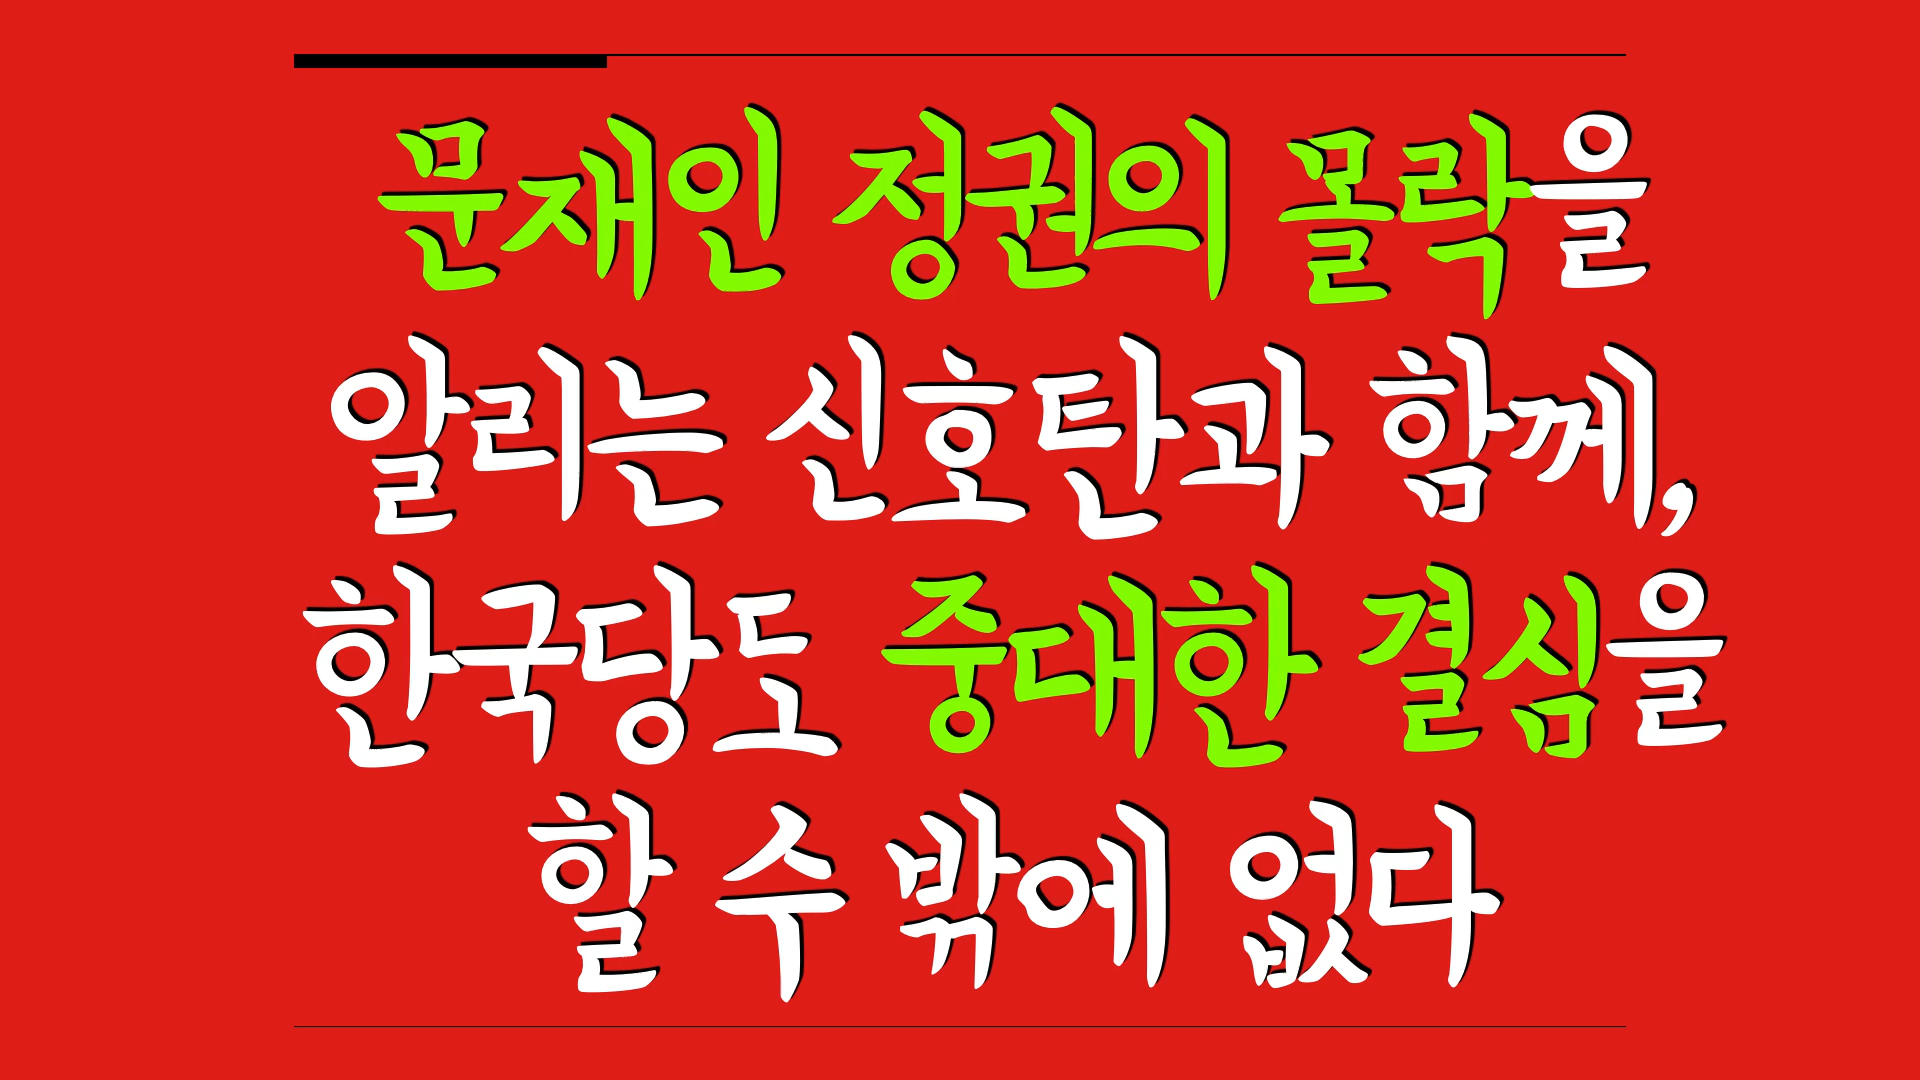 문재인 정권의 몰락을
알리는 신호탄과 함께,
한국당도 중대한 결심을
할 수 밖에 없다